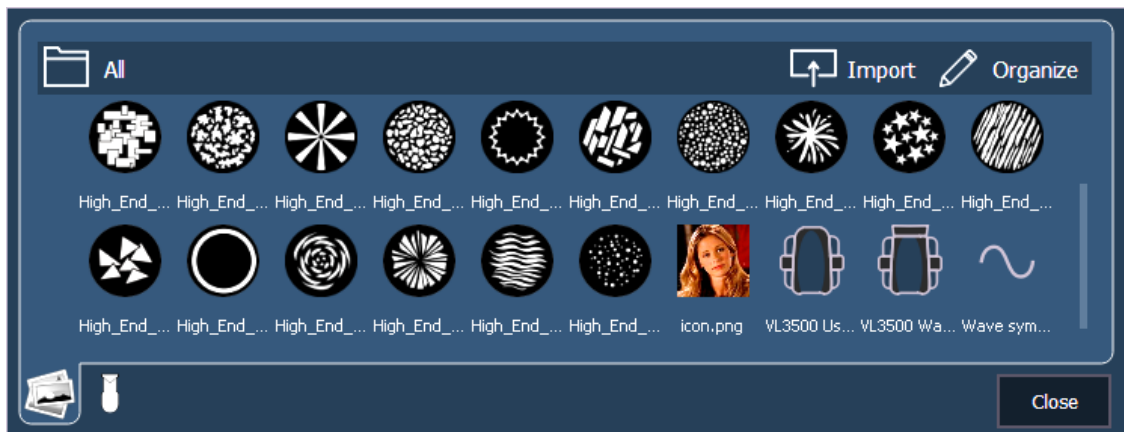 All Import Organize
High_End_... High_End_... High_End_... High_End_... High_End_... High_End_... High_End_... High_End_... High_End_... High_End_...
High_End_... High_End_... High_End_... High_End_... High_End_... High_End_... icon.png VL3500 Us... VL3500 Wa... Wave sym...
Close